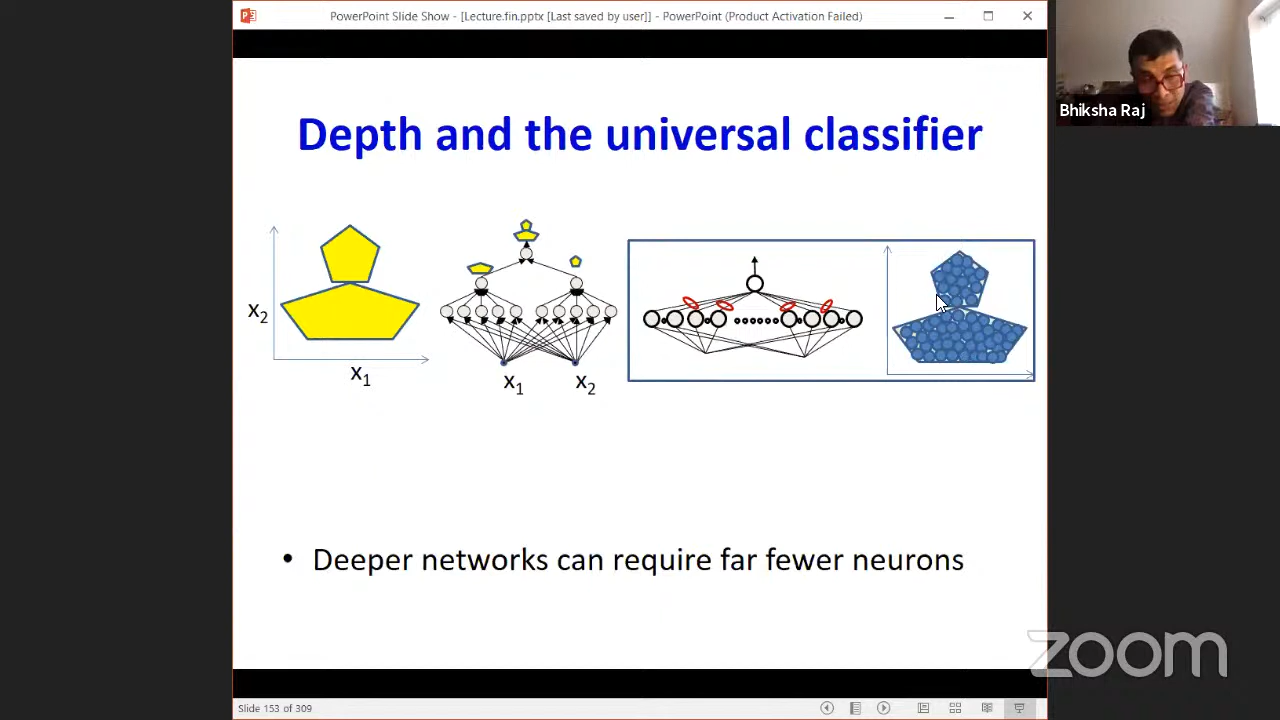 PowerPoint Slide Show - [Lecture.fin.pptx [Last saved by user]] - PowerPoint (Product Activation Failed)
Bhiksha Raj
Depth and the universal classifier
x2
x1
x1
x2
• Deeper networks can require far fewer neurons
zoom
Slide 153 of 309